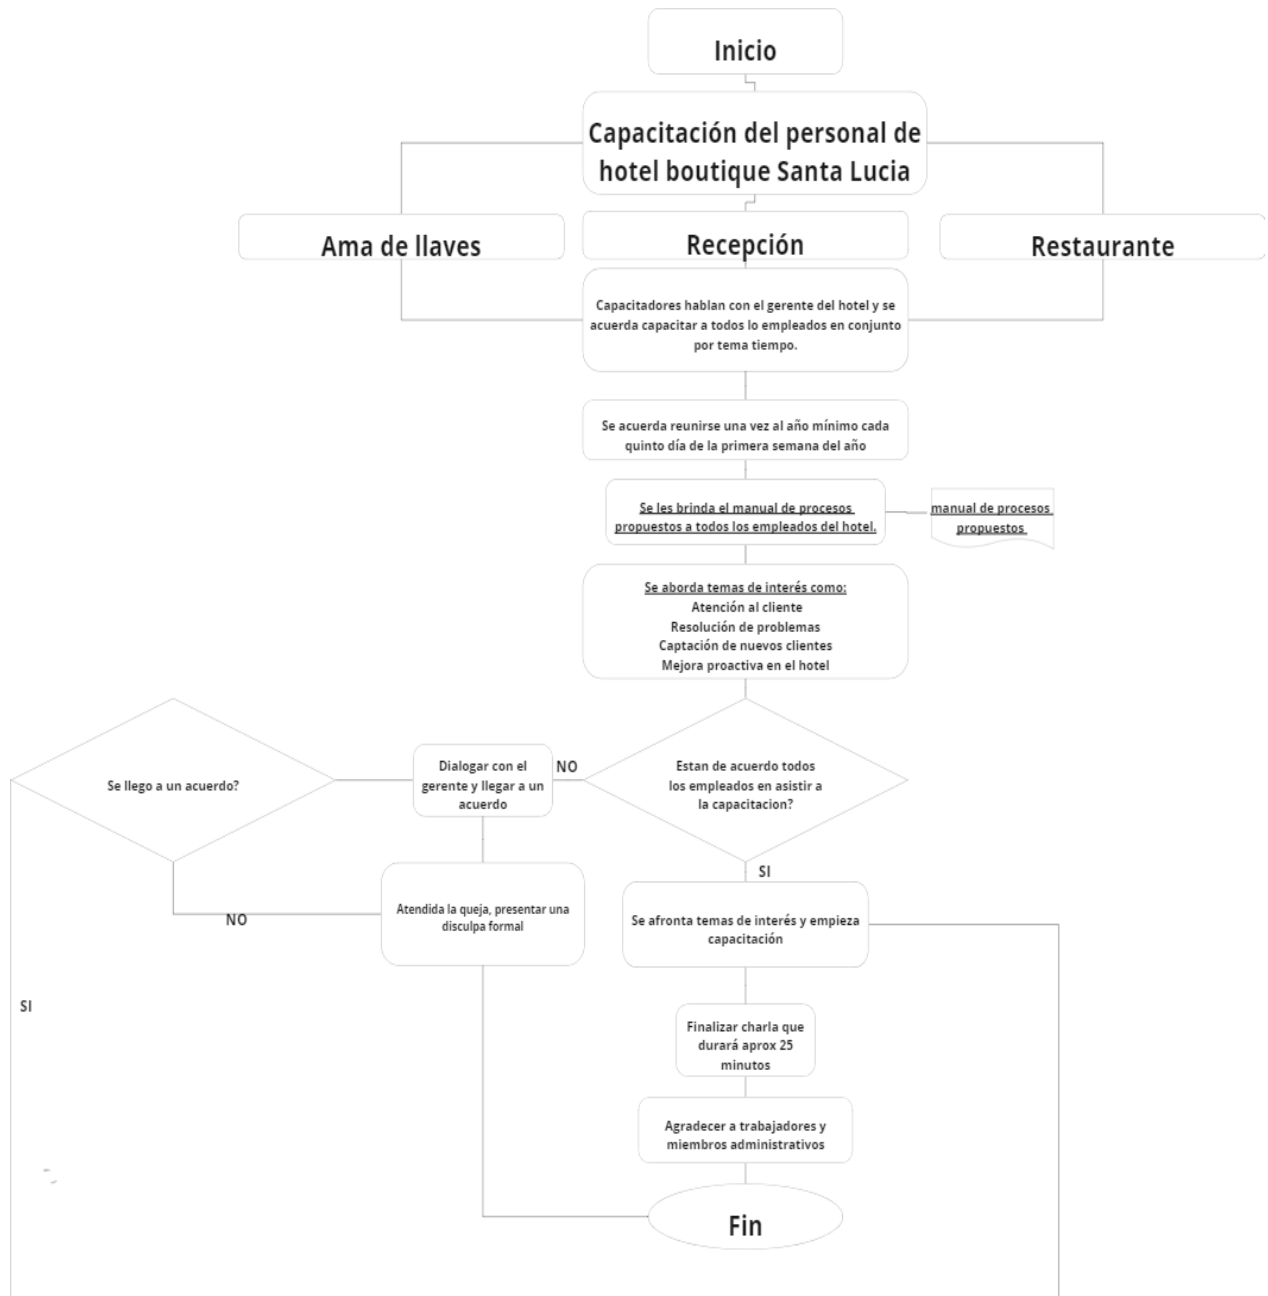 Inicio
Capacitación del personal de
hotel boutique Santa Lucia
Ama de llaves
Recepción
Restaurante
Capacitadores hablan con el gerente del hotel y se
acuerda capacitar a todos lo empleados en conjunto
por tema tiempo.
Se acuerda reunirse una vez al año mínimo cada
quinto día de la primera semana del año
Se les brinda el manual de procesos
propuestos a todos los empleados del hotel.
manual de procesos
propuestos
Se aborda temas de interés como:
Atención al cliente
Resolución de problemas
Captación de nuevos clientes
Mejora proactiva en el hotel
Se llego a un acuerdo?
Dialogar con el
gerente y llegar a un
acuerdo
NO
Estan de acuerdo todos
los empleados en asistir a
la capacitacion?
SI
Atendida la queja, presentar una
disculpa formal
NO
Se afronta temas de interés y empieza
capacitación
SI
Finalizar charla que
durará aprox 25
minutos
Agradecer a trabajadores y
miembros administrativos
Fin